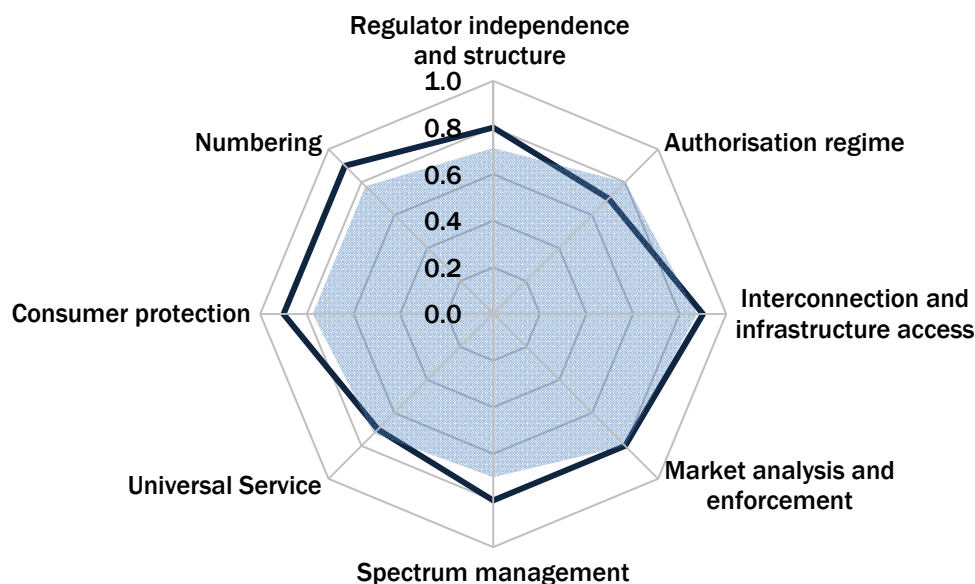 Regulator independence
and structure
1.0
Numbering
0.8
Authorisation regime
0.6
0.4
0.2
Consumer protection
0.0
Interconnection and
infrastructure access
Universal Service
Market analysis and
enforcement
Spectrum management